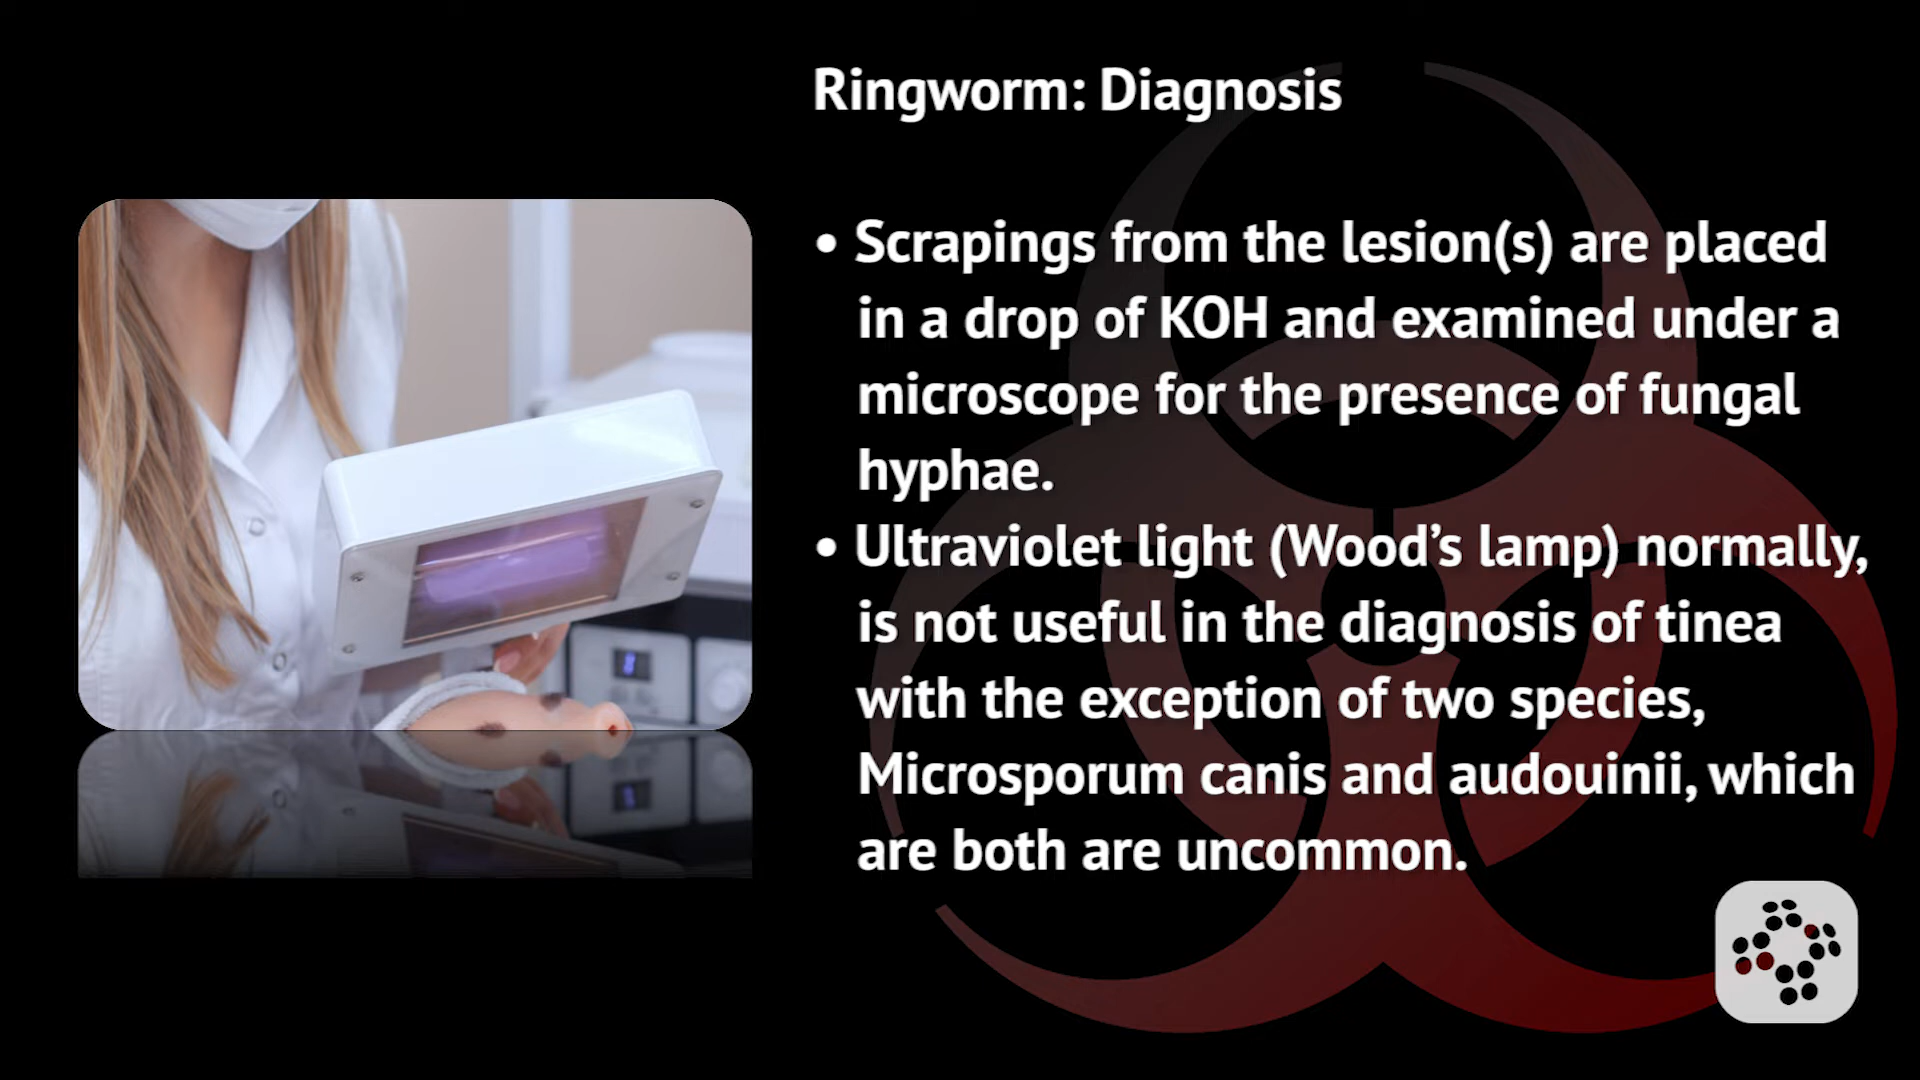 Ringworm: Diagnosis
• Scrapings from the lesion(s) are placed
in a drop of KOH and examined under a
microscope for the presence of fungal
hyphae.
• Ultraviolet light (Wood’s lamp) normally,
is not useful in the diagnosis of tinea
with the exception of two species,
Microsporum canis and audouinii, which
are both are uncommon.